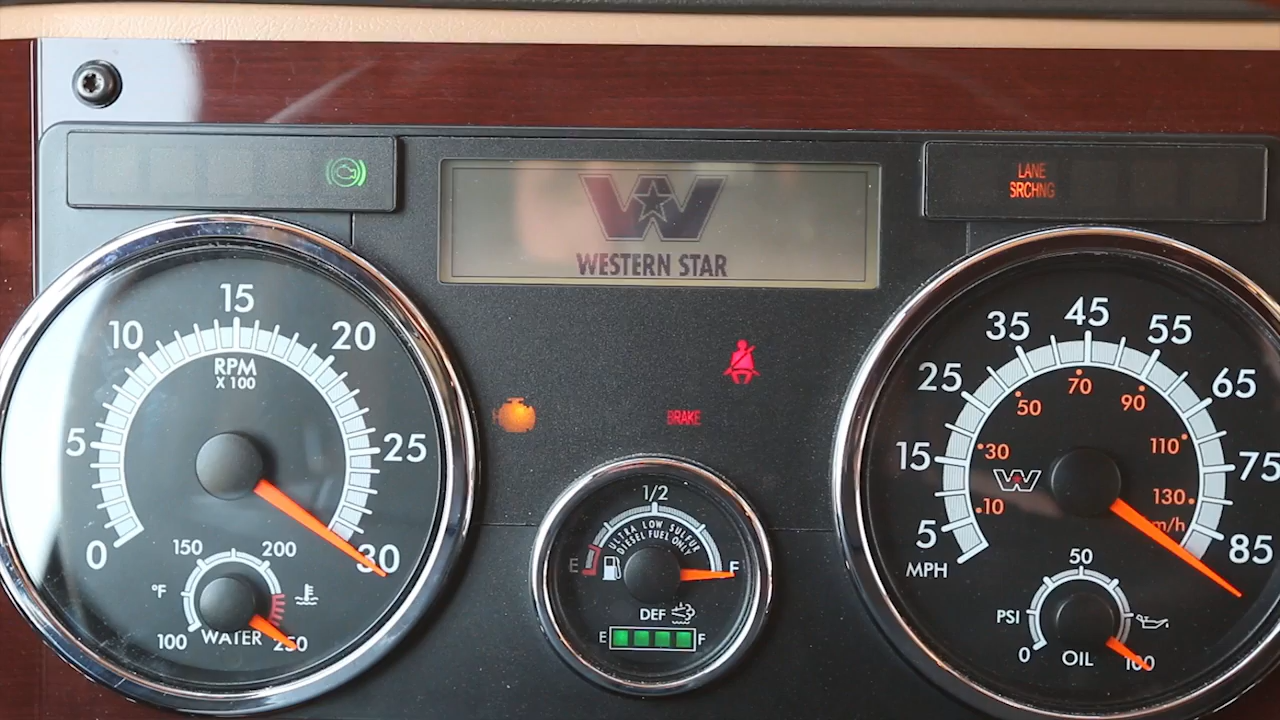 LANE
SRCHNG
WESTERN STAR
BRAKE
0
5
10
15
20
25
30
RPM
X 100
°F
100
150
200
250
WATER
E
1/2
F
ULTRA LOW SULFUR
DIESEL FUEL ONLY
DEF
E
F
5
15
25
35
45
55
65
75
85
MPH
10
30
50
70
90
110
130
m/h
PSI
0
50
100
OIL